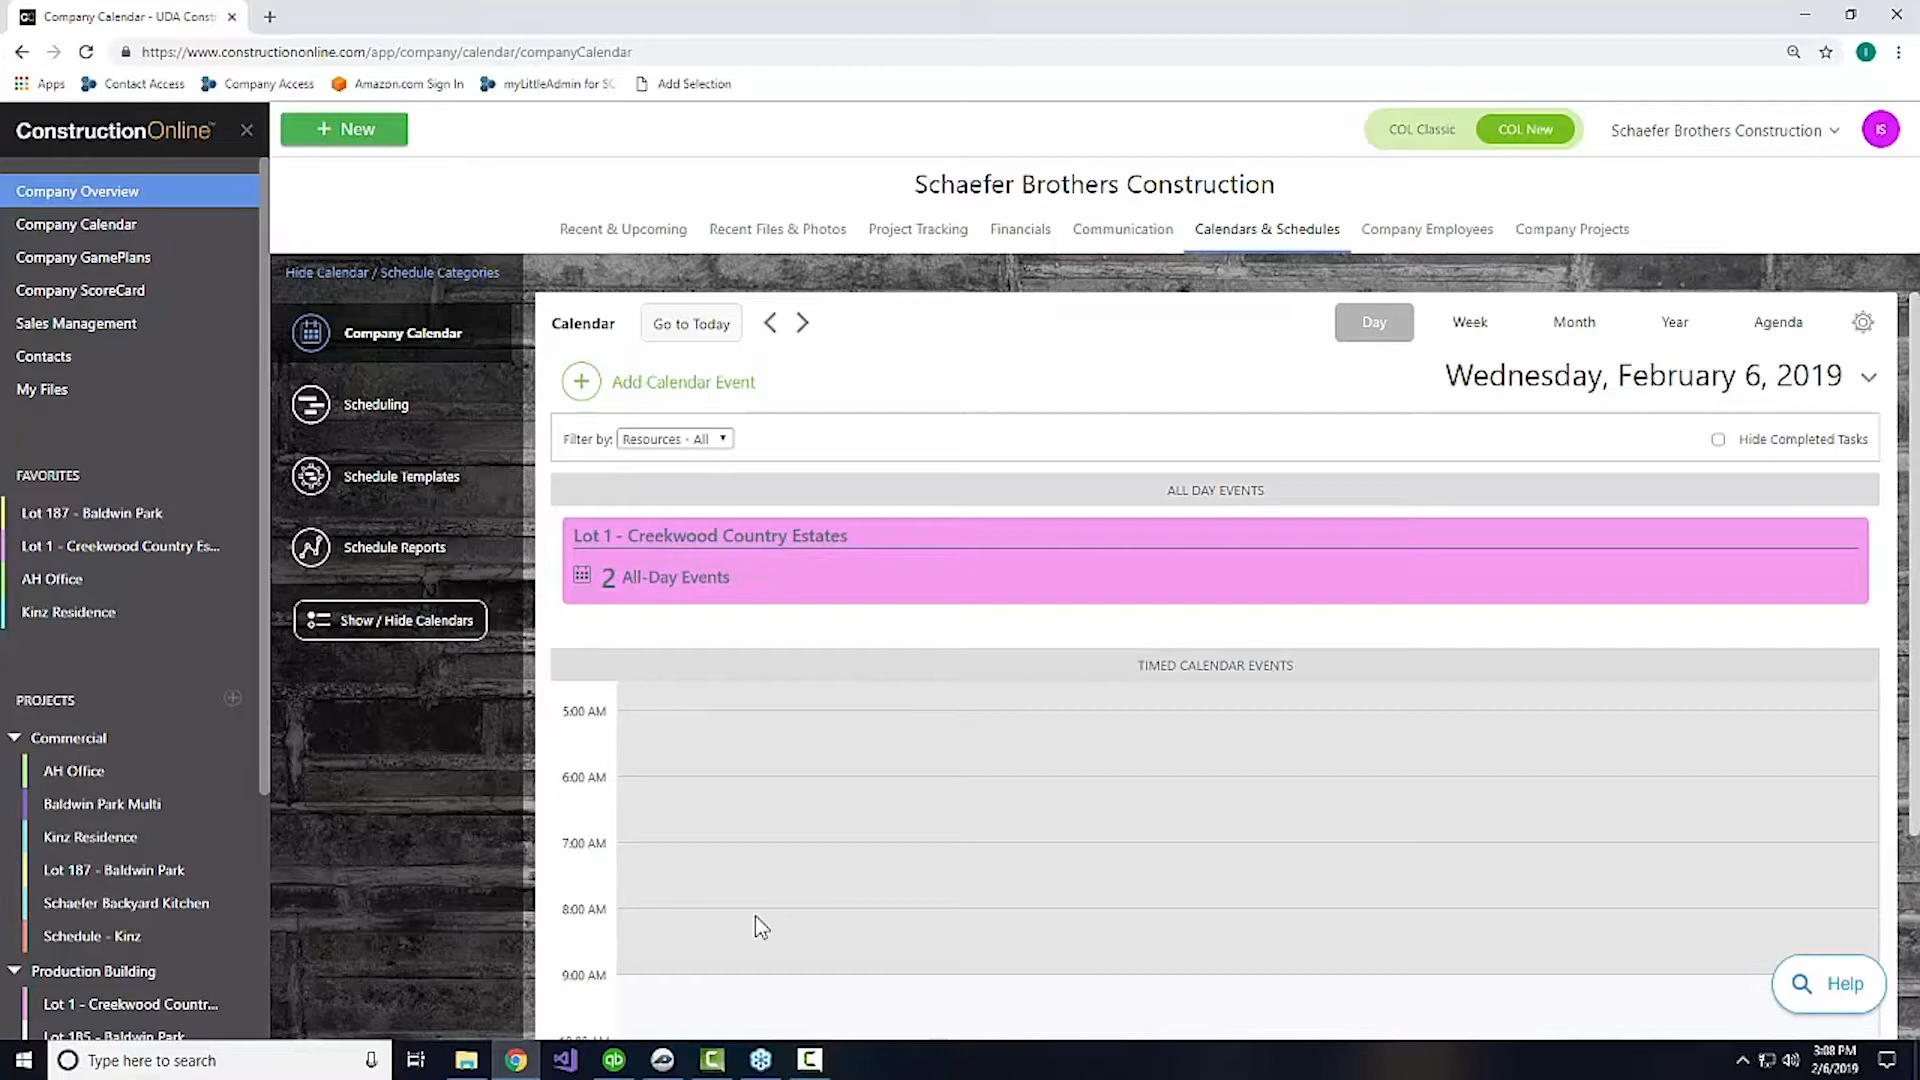 Company Calendar - UDA Const
https://www.constructiononline.com/app/company/calendar/companyCalendar
Apps
Contact Access
Company Access
Amazon.com Sign In
myLittleAdmin for SQ
Add Selection
ConstructionOnline™
+ New
COL Classic
COL New
Schaefer Brothers Construction
IS
Company Overview
Company Calendar
Company GamePlans
Company ScoreCard
Sales Management
Contacts
My Files
FAVORITES
Lot 187 - Baldwin Park
Lot 1 - Creekwood Country Es...
AH Office
Kinz Residence
PROJECTS
Commercial
AH Office
Baldwin Park Multi
Kinz Residence
Lot 187 - Baldwin Park
Schaefer Backyard Kitchen
Schedule - Kinz
Production Building
Lot 1 - Creekwood Countr...
Lot 185 - Baldwin Park
Schaefer Brothers Construction
Recent & Upcoming
Recent Files & Photos
Project Tracking
Financials
Communication
Calendars & Schedules
Company Employees
Company Projects
Hide Calendar / Schedule Categories
Company Calendar
Scheduling
Schedule Templates
Schedule Reports
Show / Hide Calendars
Calendar
Go to Today
Day
Week
Month
Year
Agenda
Add Calendar Event
Wednesday, February 6, 2019
Filter by: Resources - All
Hide Completed Tasks
ALL DAY EVENTS
Lot 1 - Creekwood Country Estates
2 All-Day Events
TIMED CALENDAR EVENTS
5:00 AM
6:00 AM
7:00 AM
8:00 AM
9:00 AM
Help
Type here to search
3:08 PM
2/6/2019